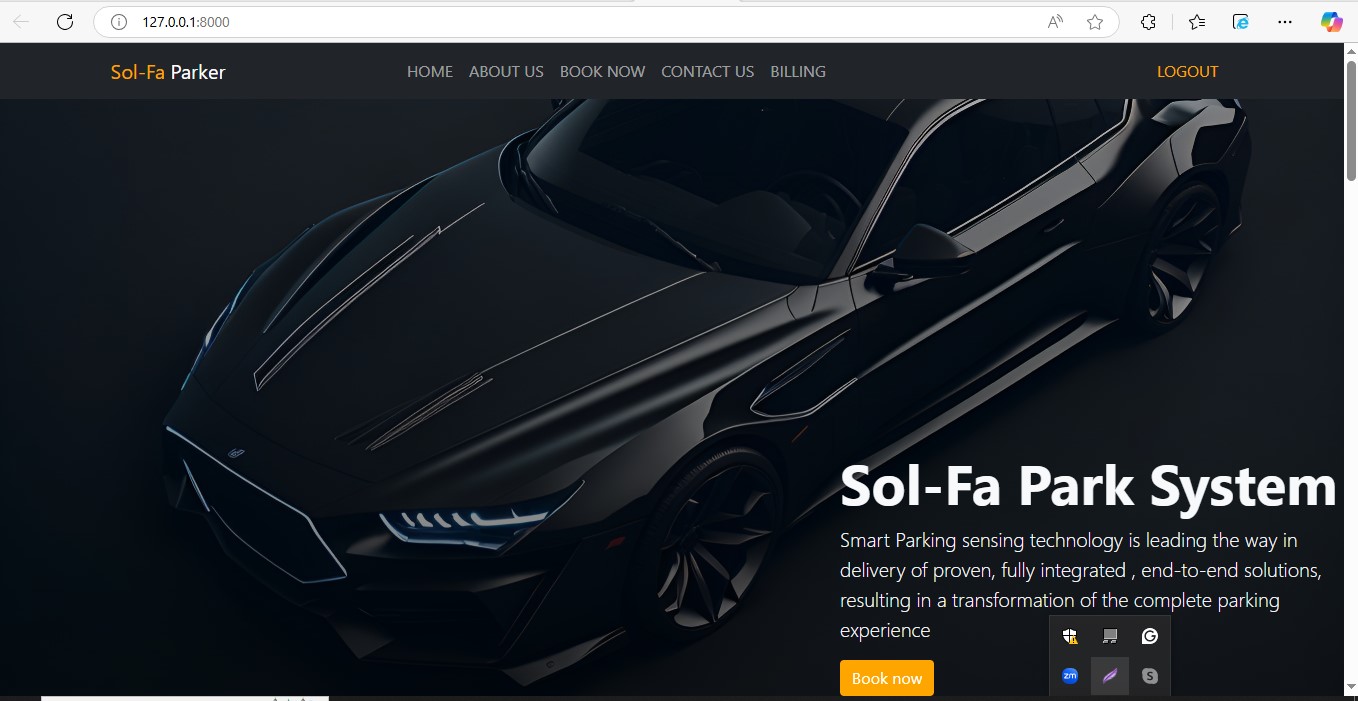 127.0.0.1:8000
Sol-Fa Parker
HOME ABOUT US BOOK NOW CONTACT US BILLING
LOGOUT
Sol-Fa Park System
Smart Parking sensing technology is leading the way in
delivery of proven, fully integrated , end-to-end solutions,
resulting in a transformation of the complete parking
experience
Book now
zm